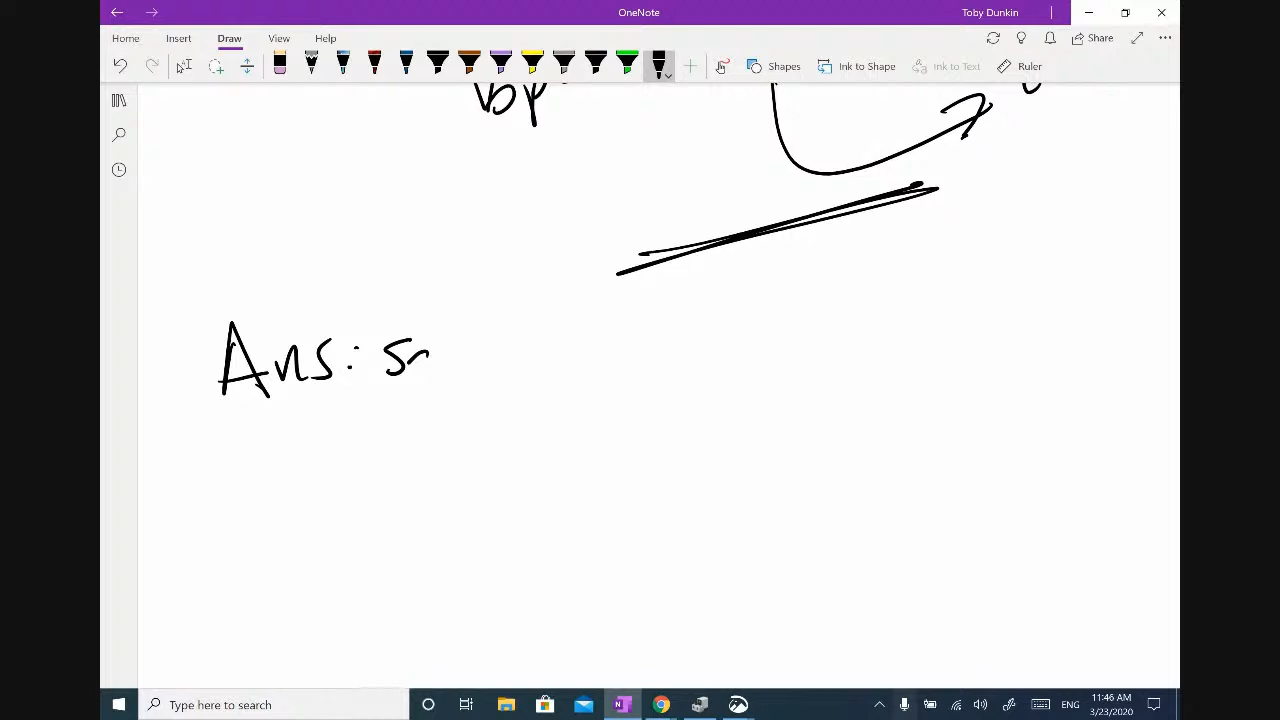 OneNote
Toby Dunkin
Home Insert Draw View Help
Share
Shapes Ink to Shape Ink to Text Ruler
Ans: s
Type here to search
ENG
11:46 AM
3/23/2020